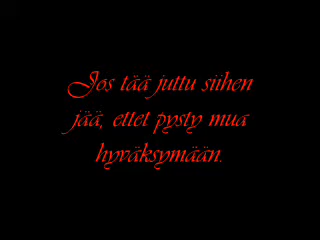 Jos tää juttu siihen
jää, ettet pysty mua
hyväksymään.